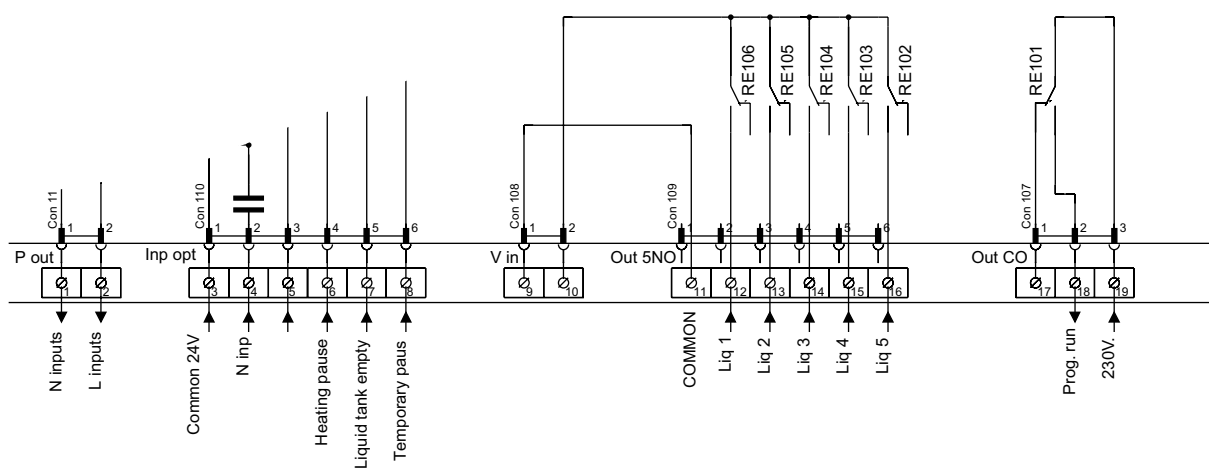 RE106
RE105
RE104
RE103
RE102
RE101
Con 11
Con 110
Con 108
Con 109
Con 107
1 2
1 2 3 4 5 6
1 2
1 2 3 4 5 6
1 2 3
P out
Inp opt
V in
Out 5NO
Out CO
1 2
3 4 5 6 7 8
9 10
11 12 13 14 15 16
17 18 19
N inputs
L inputs
Common 24V
N inp
Heating pause
Liquid tank empty
Temporary paus
COMMON
Liq 1
Liq 2
Liq 3
Liq 4
Liq 5
Prog. run
230V.